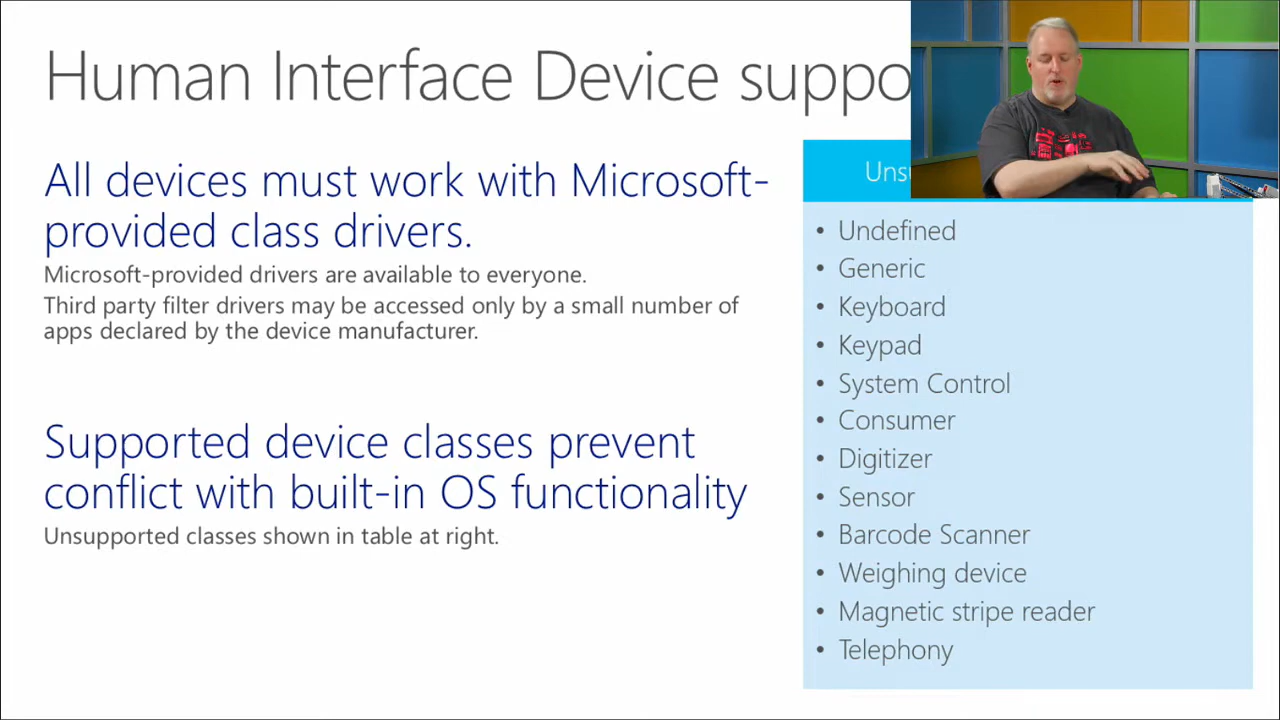 Human Interface Device
All devices must work with Microsoft-
provided class drivers.
Microsoft-provided drivers are available to everyone.
Third party filter drivers may be accessed only by a small number of
apps declared by the device manufacturer.
Supported device classes prevent
conflict with built-in OS functionality
Unsupported classes shown in table at right.
• Undefined
• Generic
• Keyboard
• Keypad
• System Control
• Consumer
• Digitizer
• Sensor
• Barcode Scanner
• Weighing device
• Magnetic stripe reader
• Telephony